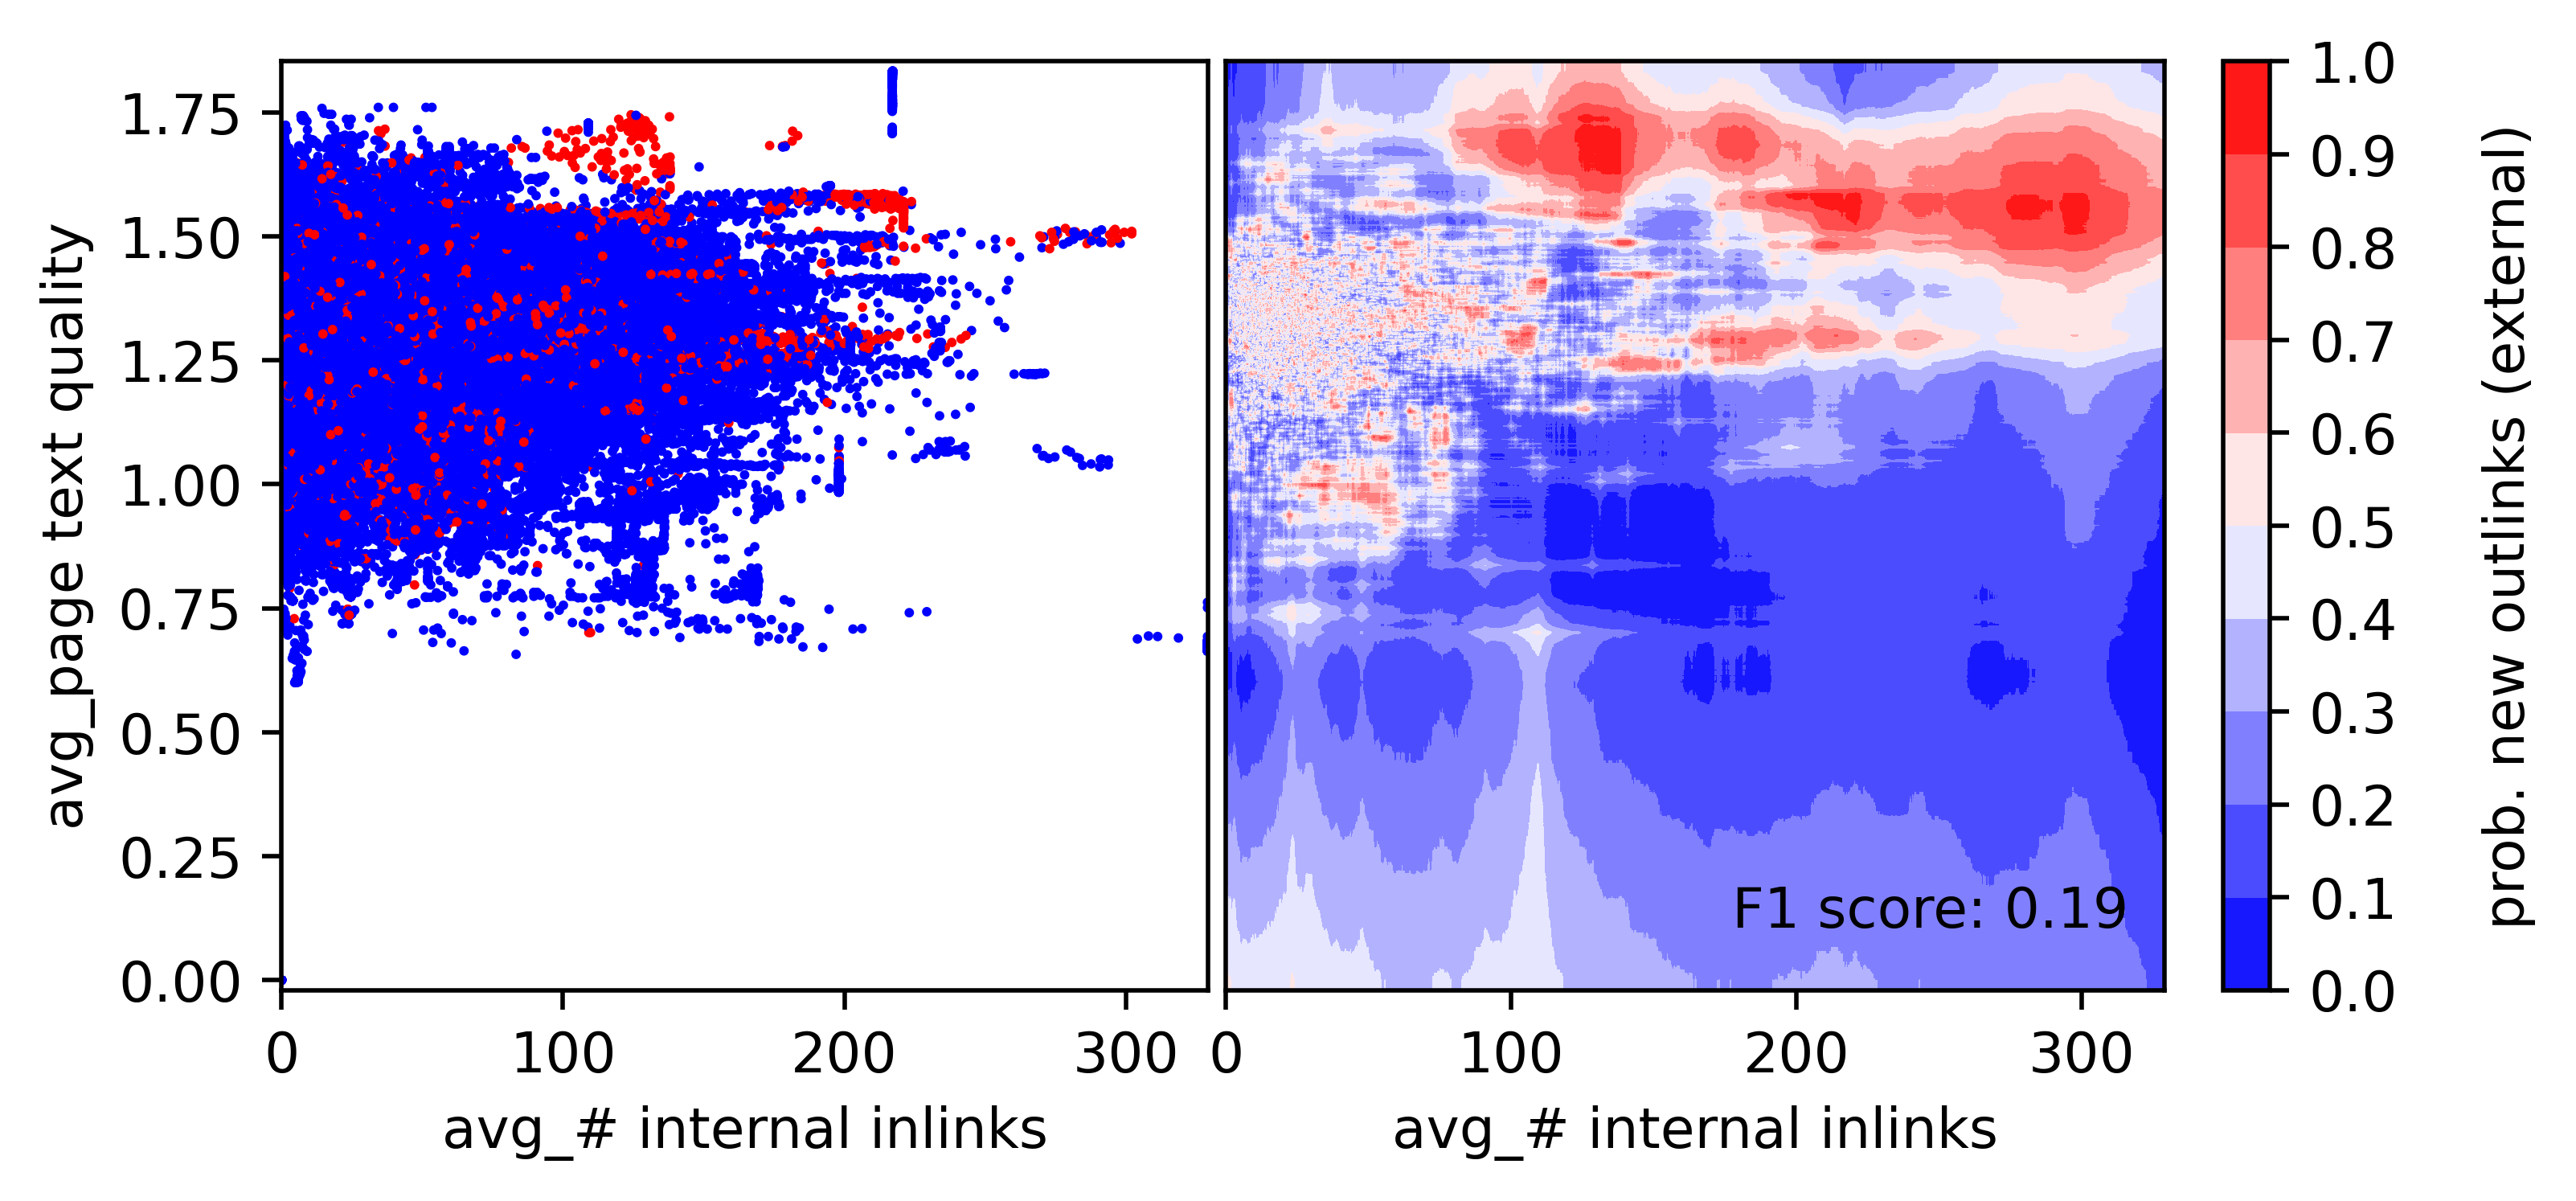 avg_page text quality
1.75
1.50
1.25
1.00
0.75
0.50
0.25
0.00
0 100 200 300
avg_# internal inlinks
F1 score: 0.19
0 100 200 300
avg_# internal inlinks
1.0
0.9
0.8
0.7
0.6
0.5
0.4
0.3
0.2
0.1
0.0
prob. new outlinks (external)